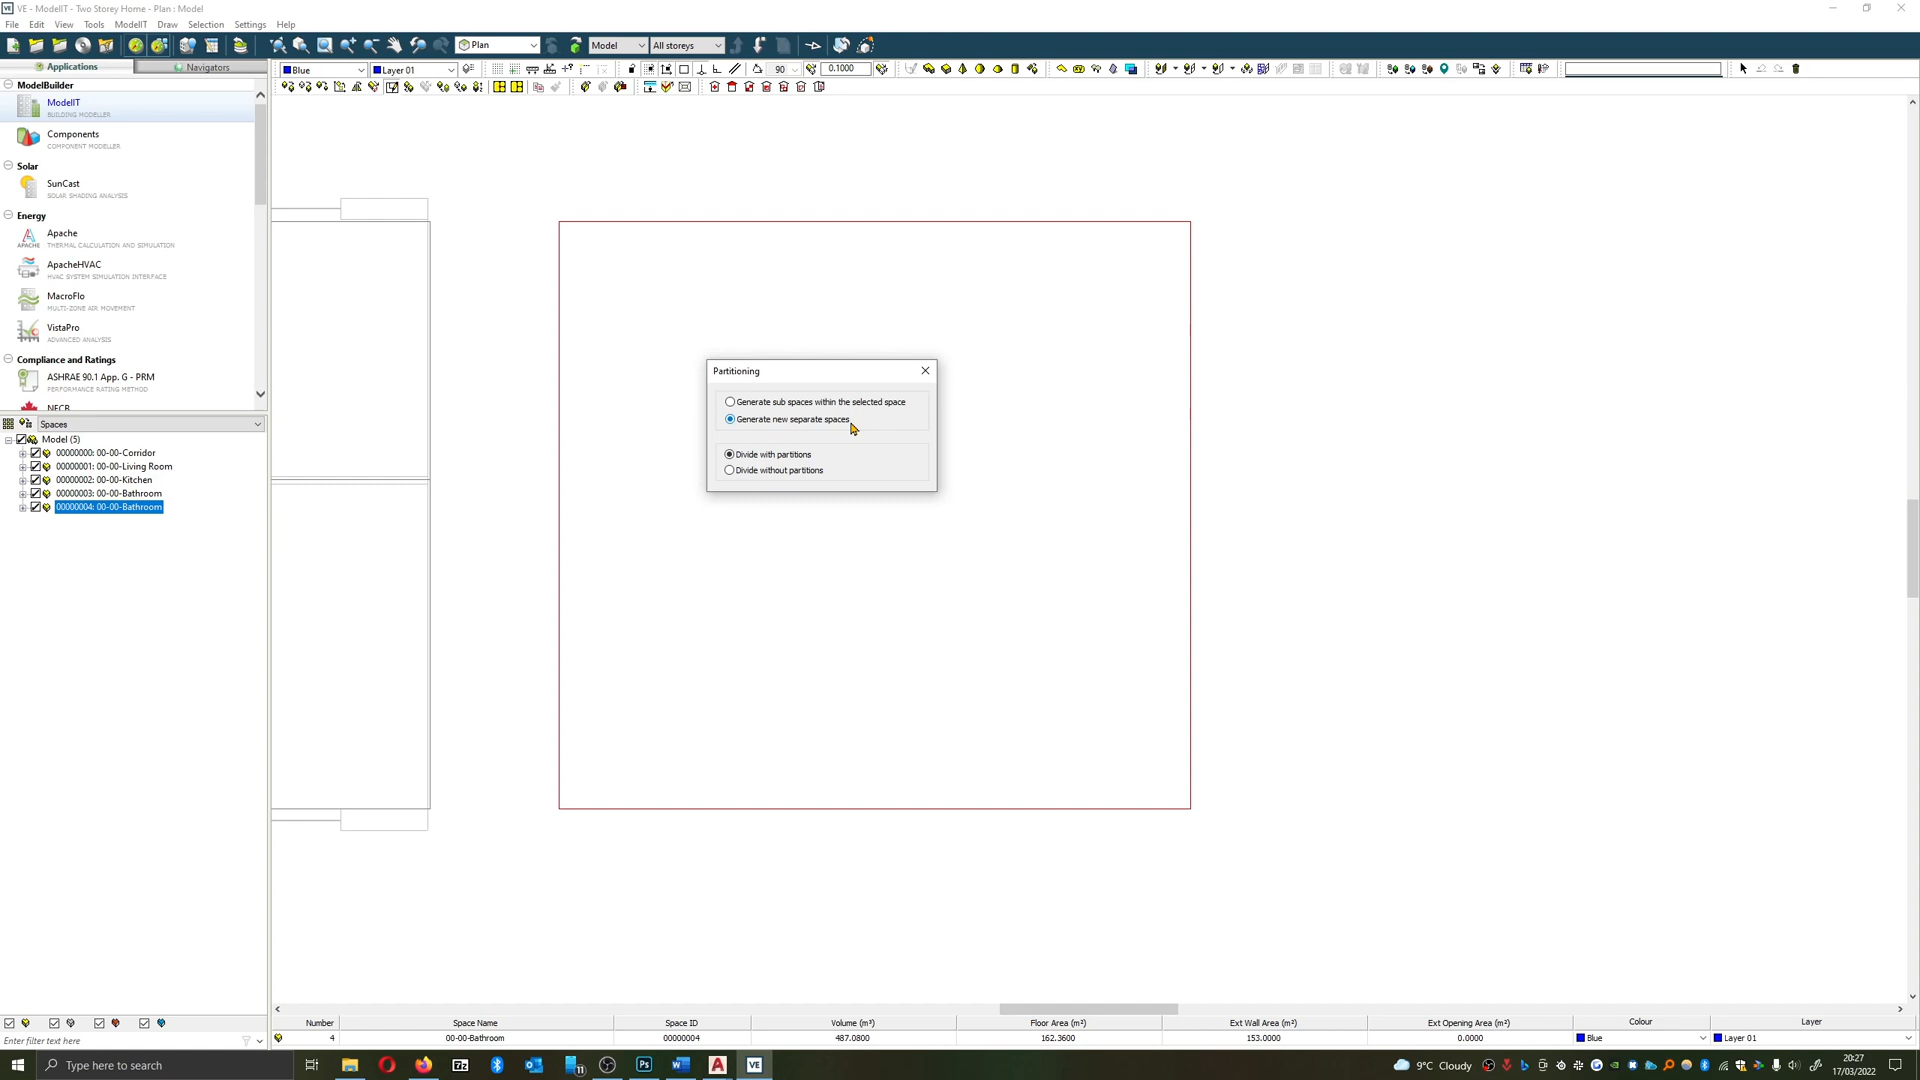 VE - ModelIT - Two Storey Home - Plan : Model
File Edit View Tools ModelIT Draw Selection Settings Help
Plan Model All storeys
Applications Navigators
Blue Layer 01 90 0.1000
ModelBuilder
ModelIT
BUILDING MODELLER
Components
COMPONENT MODELLER
Solar
SunCast
SOLAR SHADING ANALYSIS
Energy
Apache
THERMAL CALCULATION AND SIMULATION
APACHE
ApacheHVAC
HVAC SYSTEM SIMULATION INTERFACE
MacroFlo
MULTI-ZONE AIR MOVEMENT
VistaPro
ADVANCED ANALYSIS
Compliance and Ratings
ASHRAE 90.1 App. G - PRM
PERFORMANCE RATING METHOD
NECB
Spaces
Model (5)
00000000: 00-00-Corridor
00000001: 00-00-Living Room
00000002: 00-00-Kitchen
00000003: 00-00-Bathroom
00000004: 00-00-Bathroom
Partitioning
Generate sub spaces within the selected space
Generate new separate spaces
Divide with partitions
Divide without partitions
Number Space Name Space ID Volume (m³) Floor Area (m²) Ext Wall Area (m²) Ext Opening Area (m²) Colour Layer
4 00-00-Bathroom 00000004 487.0800 162.3600 153.0000 0.0000 Blue Layer 01
Enter filter text here
Type here to search
11
9°C Cloudy
20:27
17/03/2022